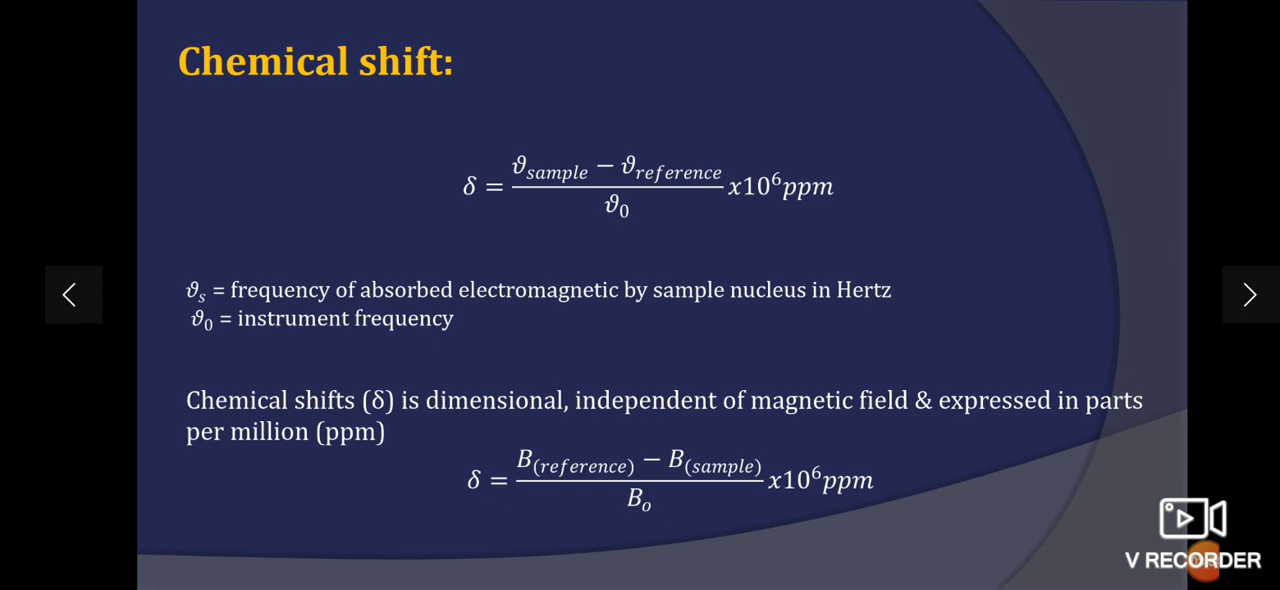 Chemical shift:
δ = (ϑsample − ϑreference)/ϑ0 x10⁶ppm
ϑs = frequency of absorbed electromagnetic by sample nucleus in Hertz
ϑ0 = instrument frequency
Chemical shifts (δ) is dimensional, independent of magnetic field & expressed in parts
per million (ppm)
δ = (B(reference) − B(sample))/Bo x10⁶ppm
V RECORDER